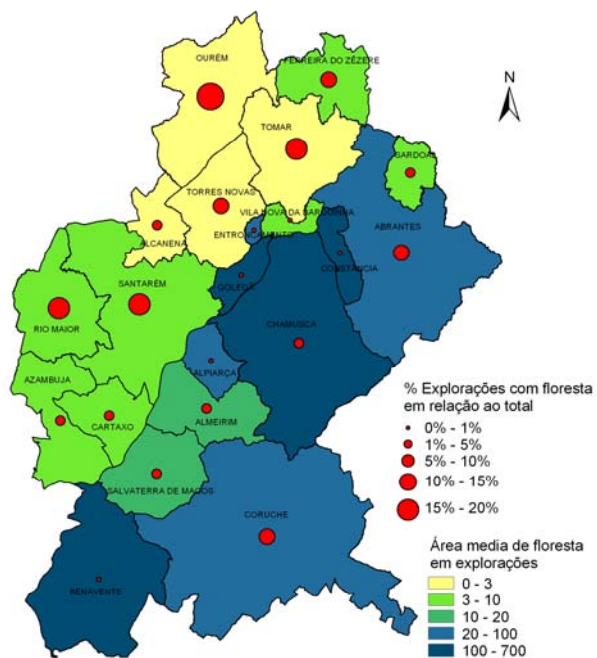 OURÉM
FERREIRA DO ZÊZERE
N
TOMAR
SARDOAL
TORRES NOVAS
VILA NOVA DA BARQUINHA
ABRANTES
ENTRONCAMENTO
ALCANENA
CONSTÂNCIA
GOLEGÃ
SANTARÉM
CHAMUSCA
RIO MAIOR
ALPIARÇA
AZAMBUJA
CARTAXO
ALMEIRIM
SALVATERRA DE MAGOS
CORUCHE
BENAVENTE
% Explorações com floresta
em relação ao total
0% - 1%
1% - 5%
5% - 10%
10% - 15%
15% - 20%
Área media de floresta
em explorações
0 - 3
3 - 10
10 - 20
20 - 100
100 - 700